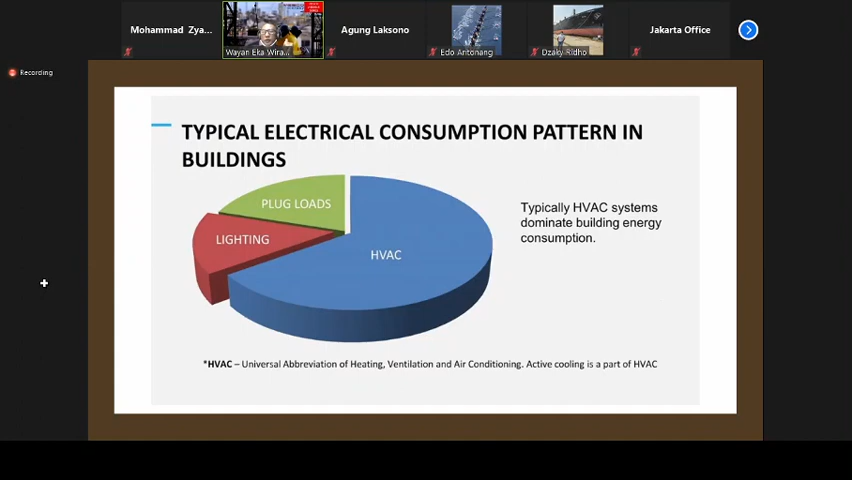 Mohammad Zya...
Wayan Eka Wira...
Agung Laksono
Edo Antonang
Dzaky Ridho
Jakarta Office
Recording
TYPICAL ELECTRICAL CONSUMPTION PATTERN IN
BUILDINGS
PLUG LOADS
LIGHTING
HVAC
Typically HVAC systems
dominate building energy
consumption.
*HVAC – Universal Abbreviation of Heating, Ventilation and Air Conditioning. Active cooling is a part of HVAC